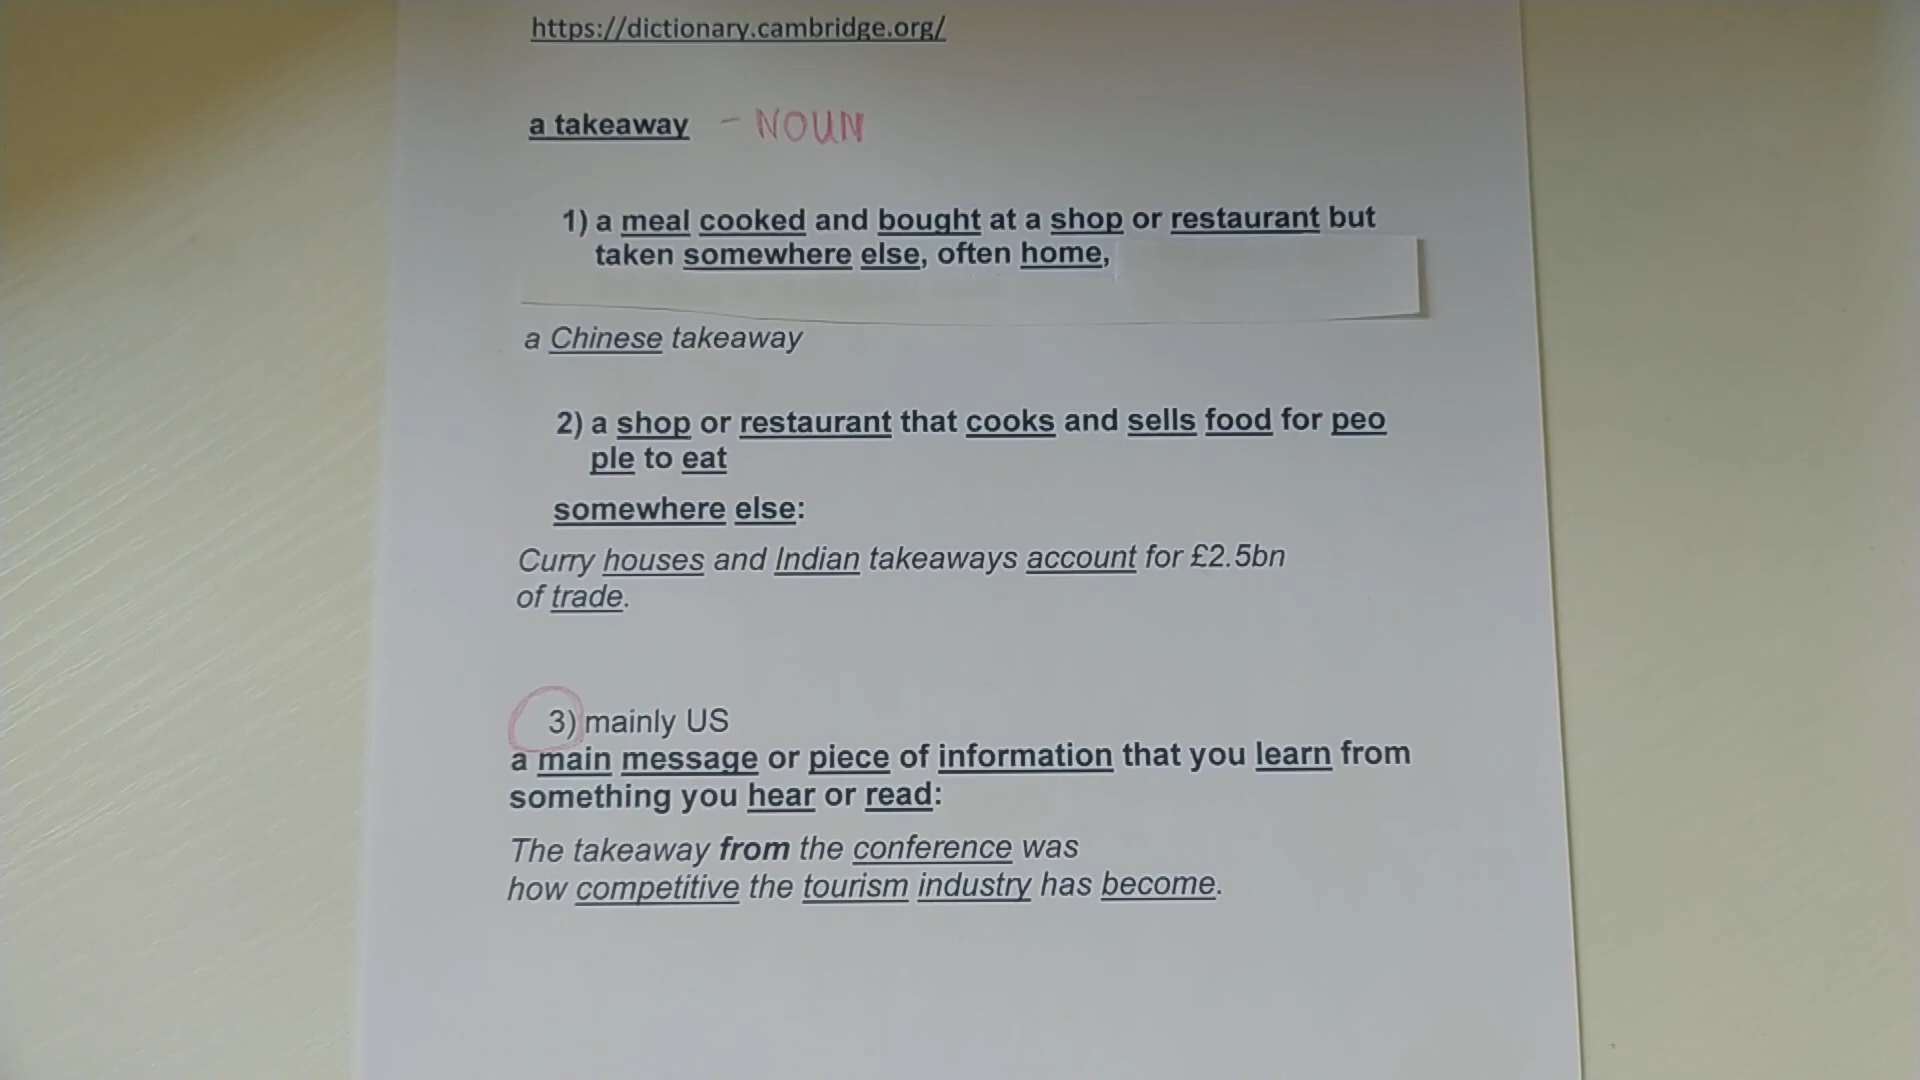 https://dictionary.cambridge.org/
a takeaway - NOUN
1) a meal cooked and bought at a shop or restaurant but
taken somewhere else, often home,
a Chinese takeaway
2) a shop or restaurant that cooks and sells food for peo
ple to eat
somewhere else:
Curry houses and Indian takeaways account for £2.5bn
of trade.
3) mainly US
a main message or piece of information that you learn from
something you hear or read:
The takeaway from the conference was
how competitive the tourism industry has become.